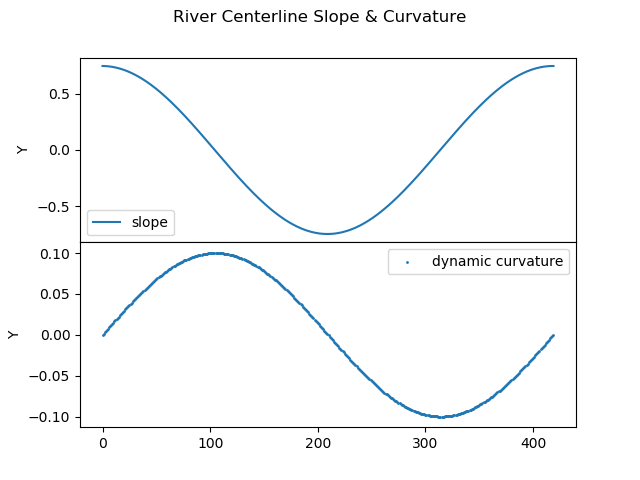 River Centerline Slope & Curvature
0.5
0.0
−0.5
Y
slope
0.10
0.05
0.00
−0.05
−0.10
Y
dynamic curvature
0 100 200 300 400